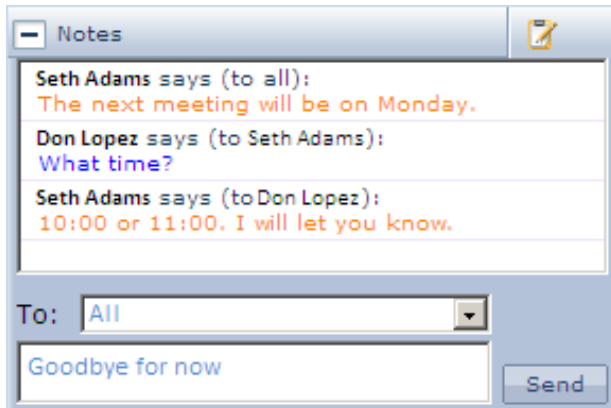 Notes
Seth Adams says (to all):
The next meeting will be on Monday.
Don Lopez says (to Seth Adams):
What time?
Seth Adams says (to Don Lopez):
10:00 or 11:00. I will let you know.
To: All
Goodbye for now
Send